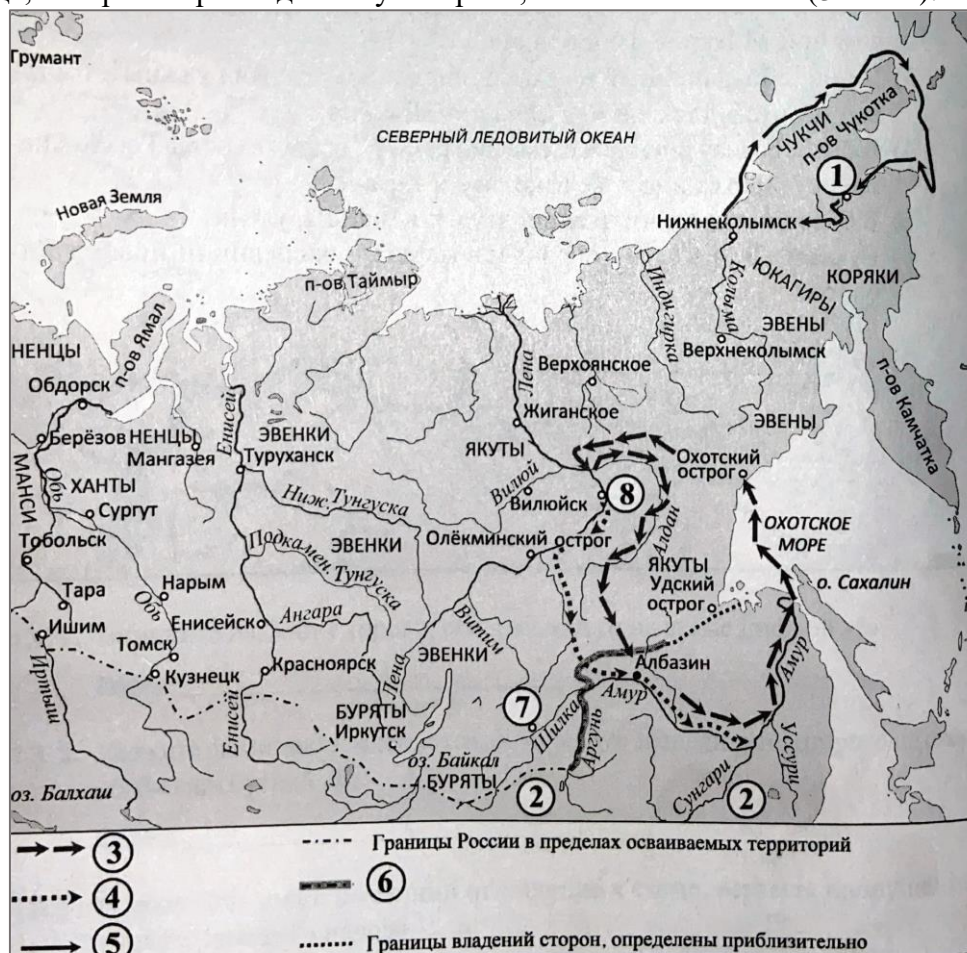 Грумант
СЕВЕРНЫЙ ЛЕДОВИТЫЙ ОКЕАН
ЧУКЧИ
п-ов Чукотка
1
Новая Земля
Нижнеколымск
п-ов Таймыр
КОРЯКИ
ЮКАГИРЫ
Индигирка
Колыма
п-ов Ямал
НЕНЦЫ
ЭВЕНЫ
Верхоянское
Верхнеколымск
Обдорск
Лена
п-ов Камчатка
Енисей
Жиганское
ЭВЕНЫ
Берёзов
НЕНЦЫ
ЭВЕНКИ
Мангазея
Туруханск
ЯКУТЫ
Охотский
острог
МАНСИ
Обь
ХАНТЫ
Ниж. Тунгуска
Вилюй
Вилюйск
8
Сургут
Алдан
ОХОТСКОЕ
МОРЕ
Тобольск
ЭВЕНКИ
Олёкминский острог
Подкамен. Тунгуска
ЯКУТЫ
Удский
острог
о. Сахалин
Тара
Нарым
Обь
Ангара
Витим
Ишим
Енисейск
Томск
ЭВЕНКИ
Албазин
Амур
Амур
Иртыш
Кузнецк
Красноярск
Лена
7
Шилка
БУРЯТЫ
Иркутск
Аргунь
Уссури
Енисей
оз. Байкал
БУРЯТЫ
Сунгари
оз. Балхаш
2
2
3
Границы России в пределах осваиваемых территорий
4
6
5
Границы владений сторон, определены приблизительно